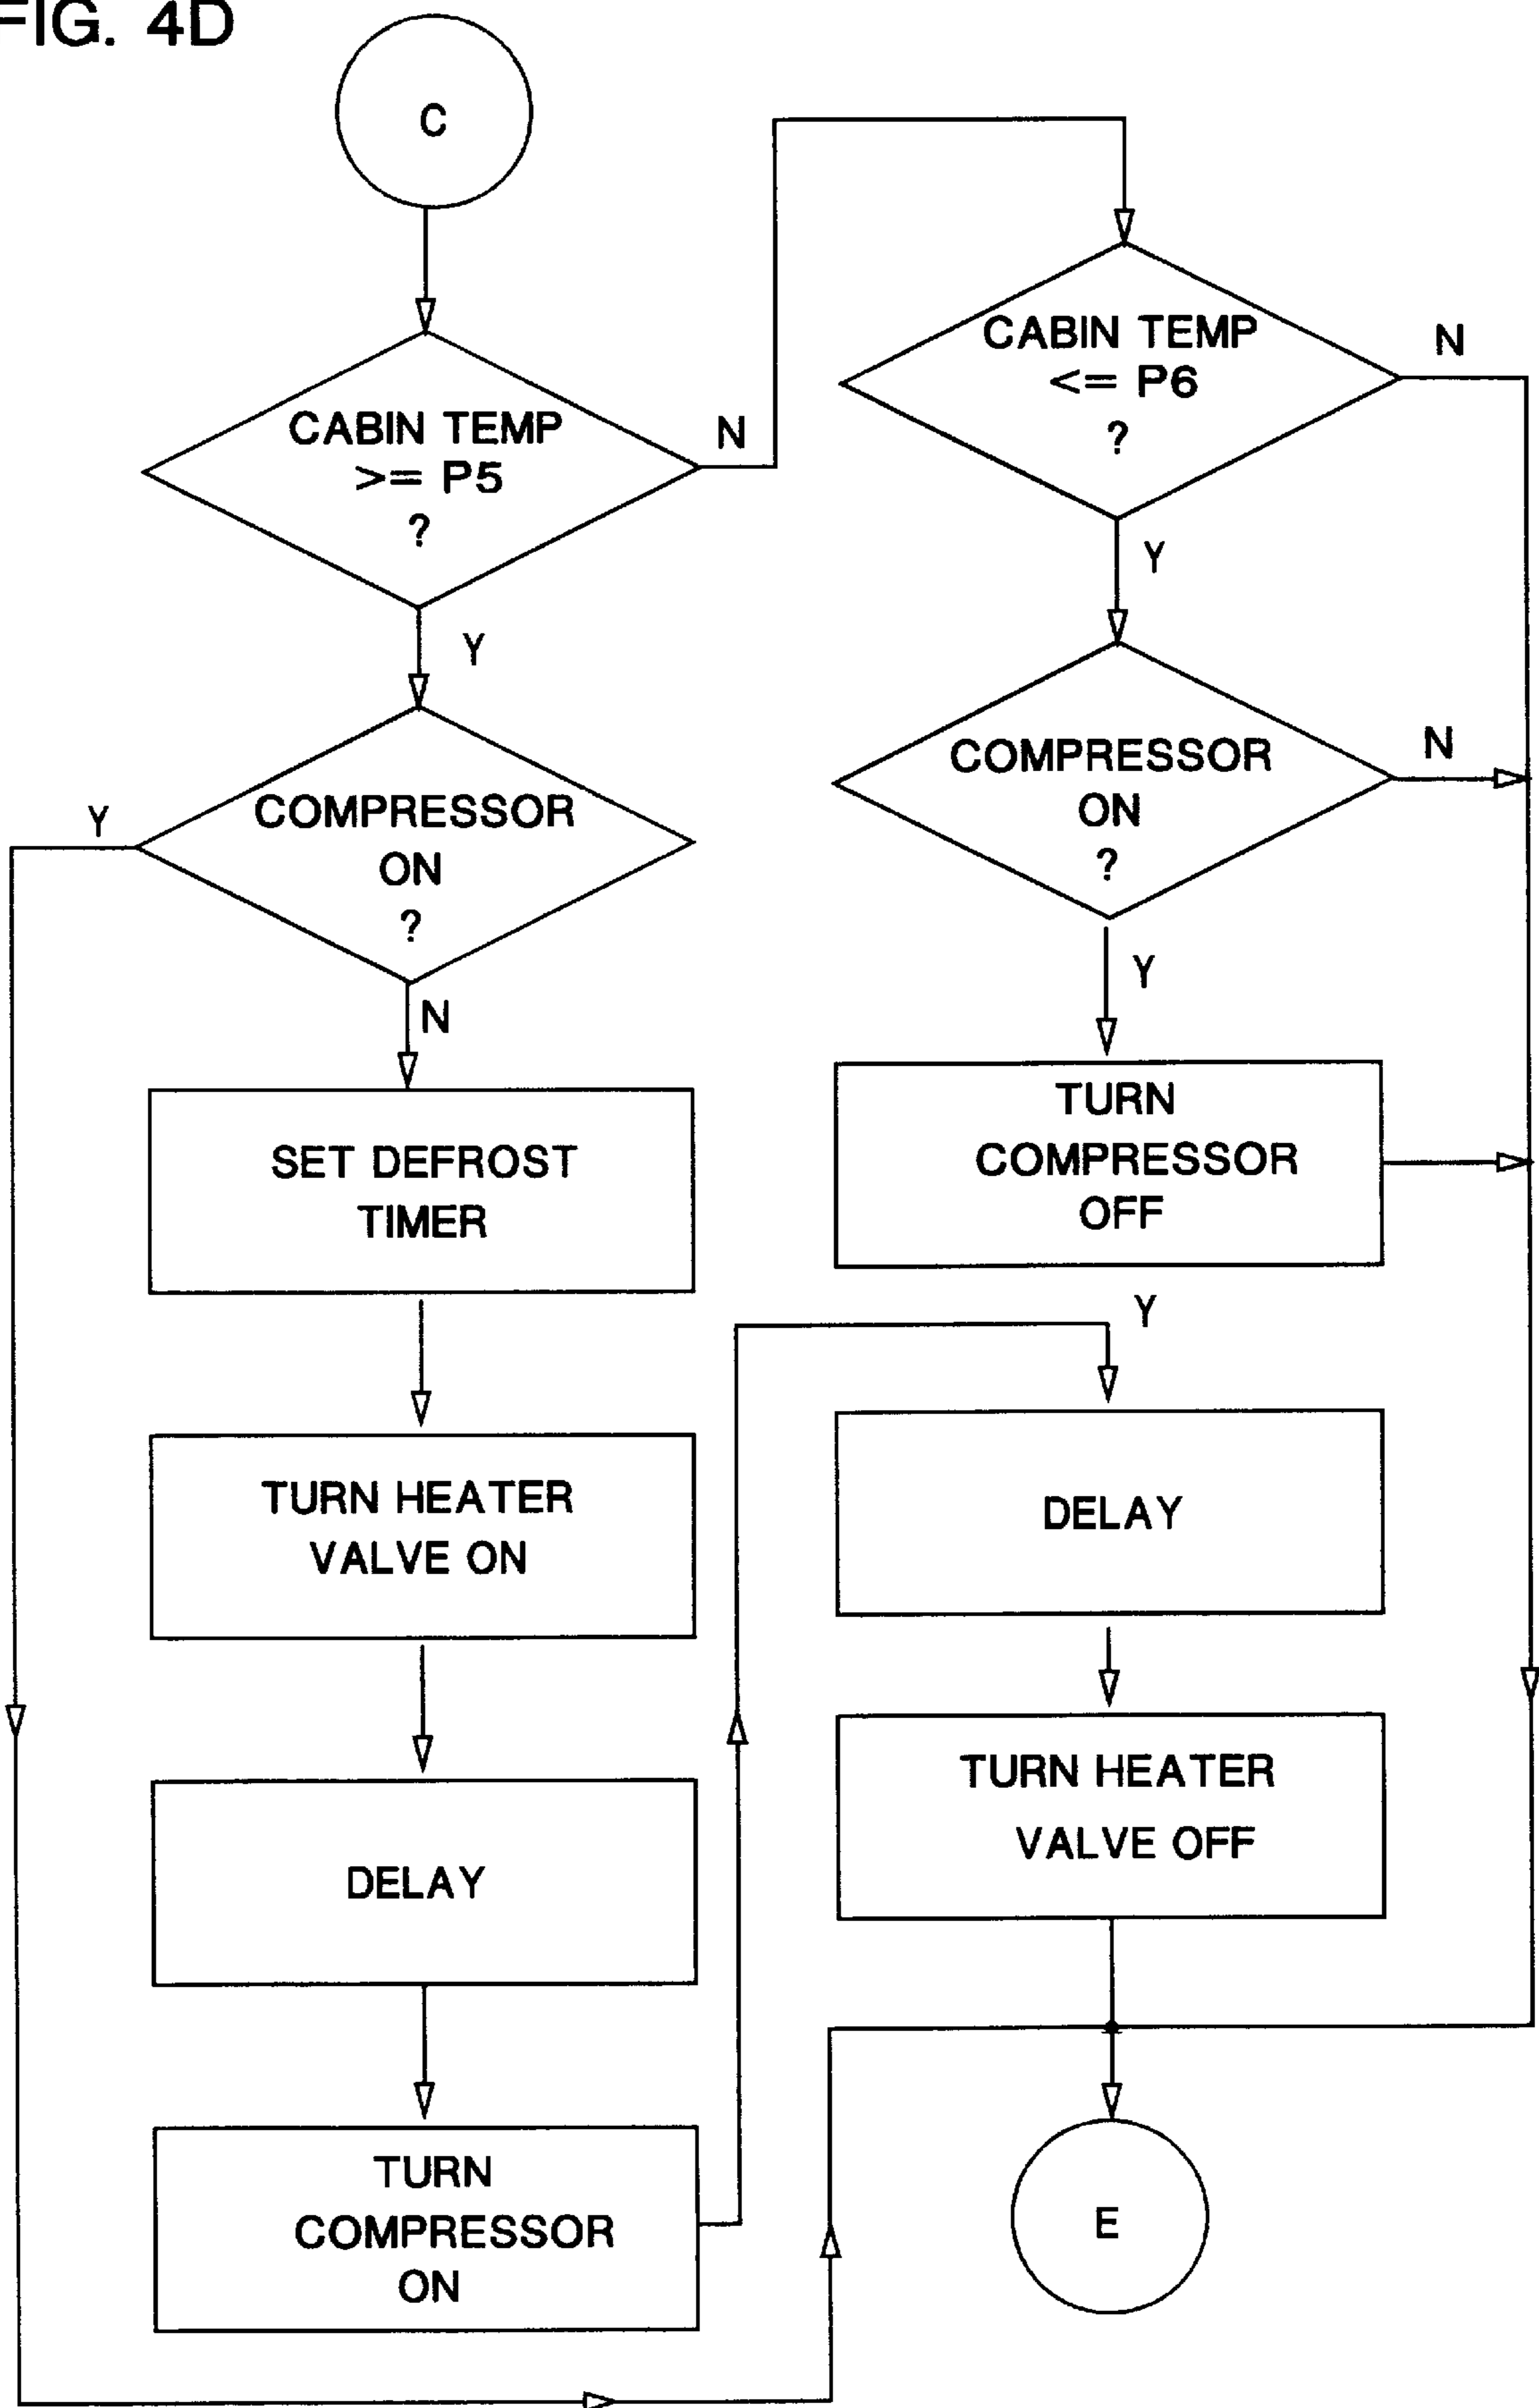 FIG. 4D
C
CABIN TEMP
>= P5
?
N
Y
COMPRESSOR
ON
?
Y
N
SET DEFROST
TIMER
TURN HEATER
VALVE ON
DELAY
TURN
COMPRESSOR
ON
CABIN TEMP
<= P6
?
N
Y
COMPRESSOR
ON
?
N
Y
TURN
COMPRESSOR
OFF
Y
DELAY
TURN HEATER
VALVE OFF
E